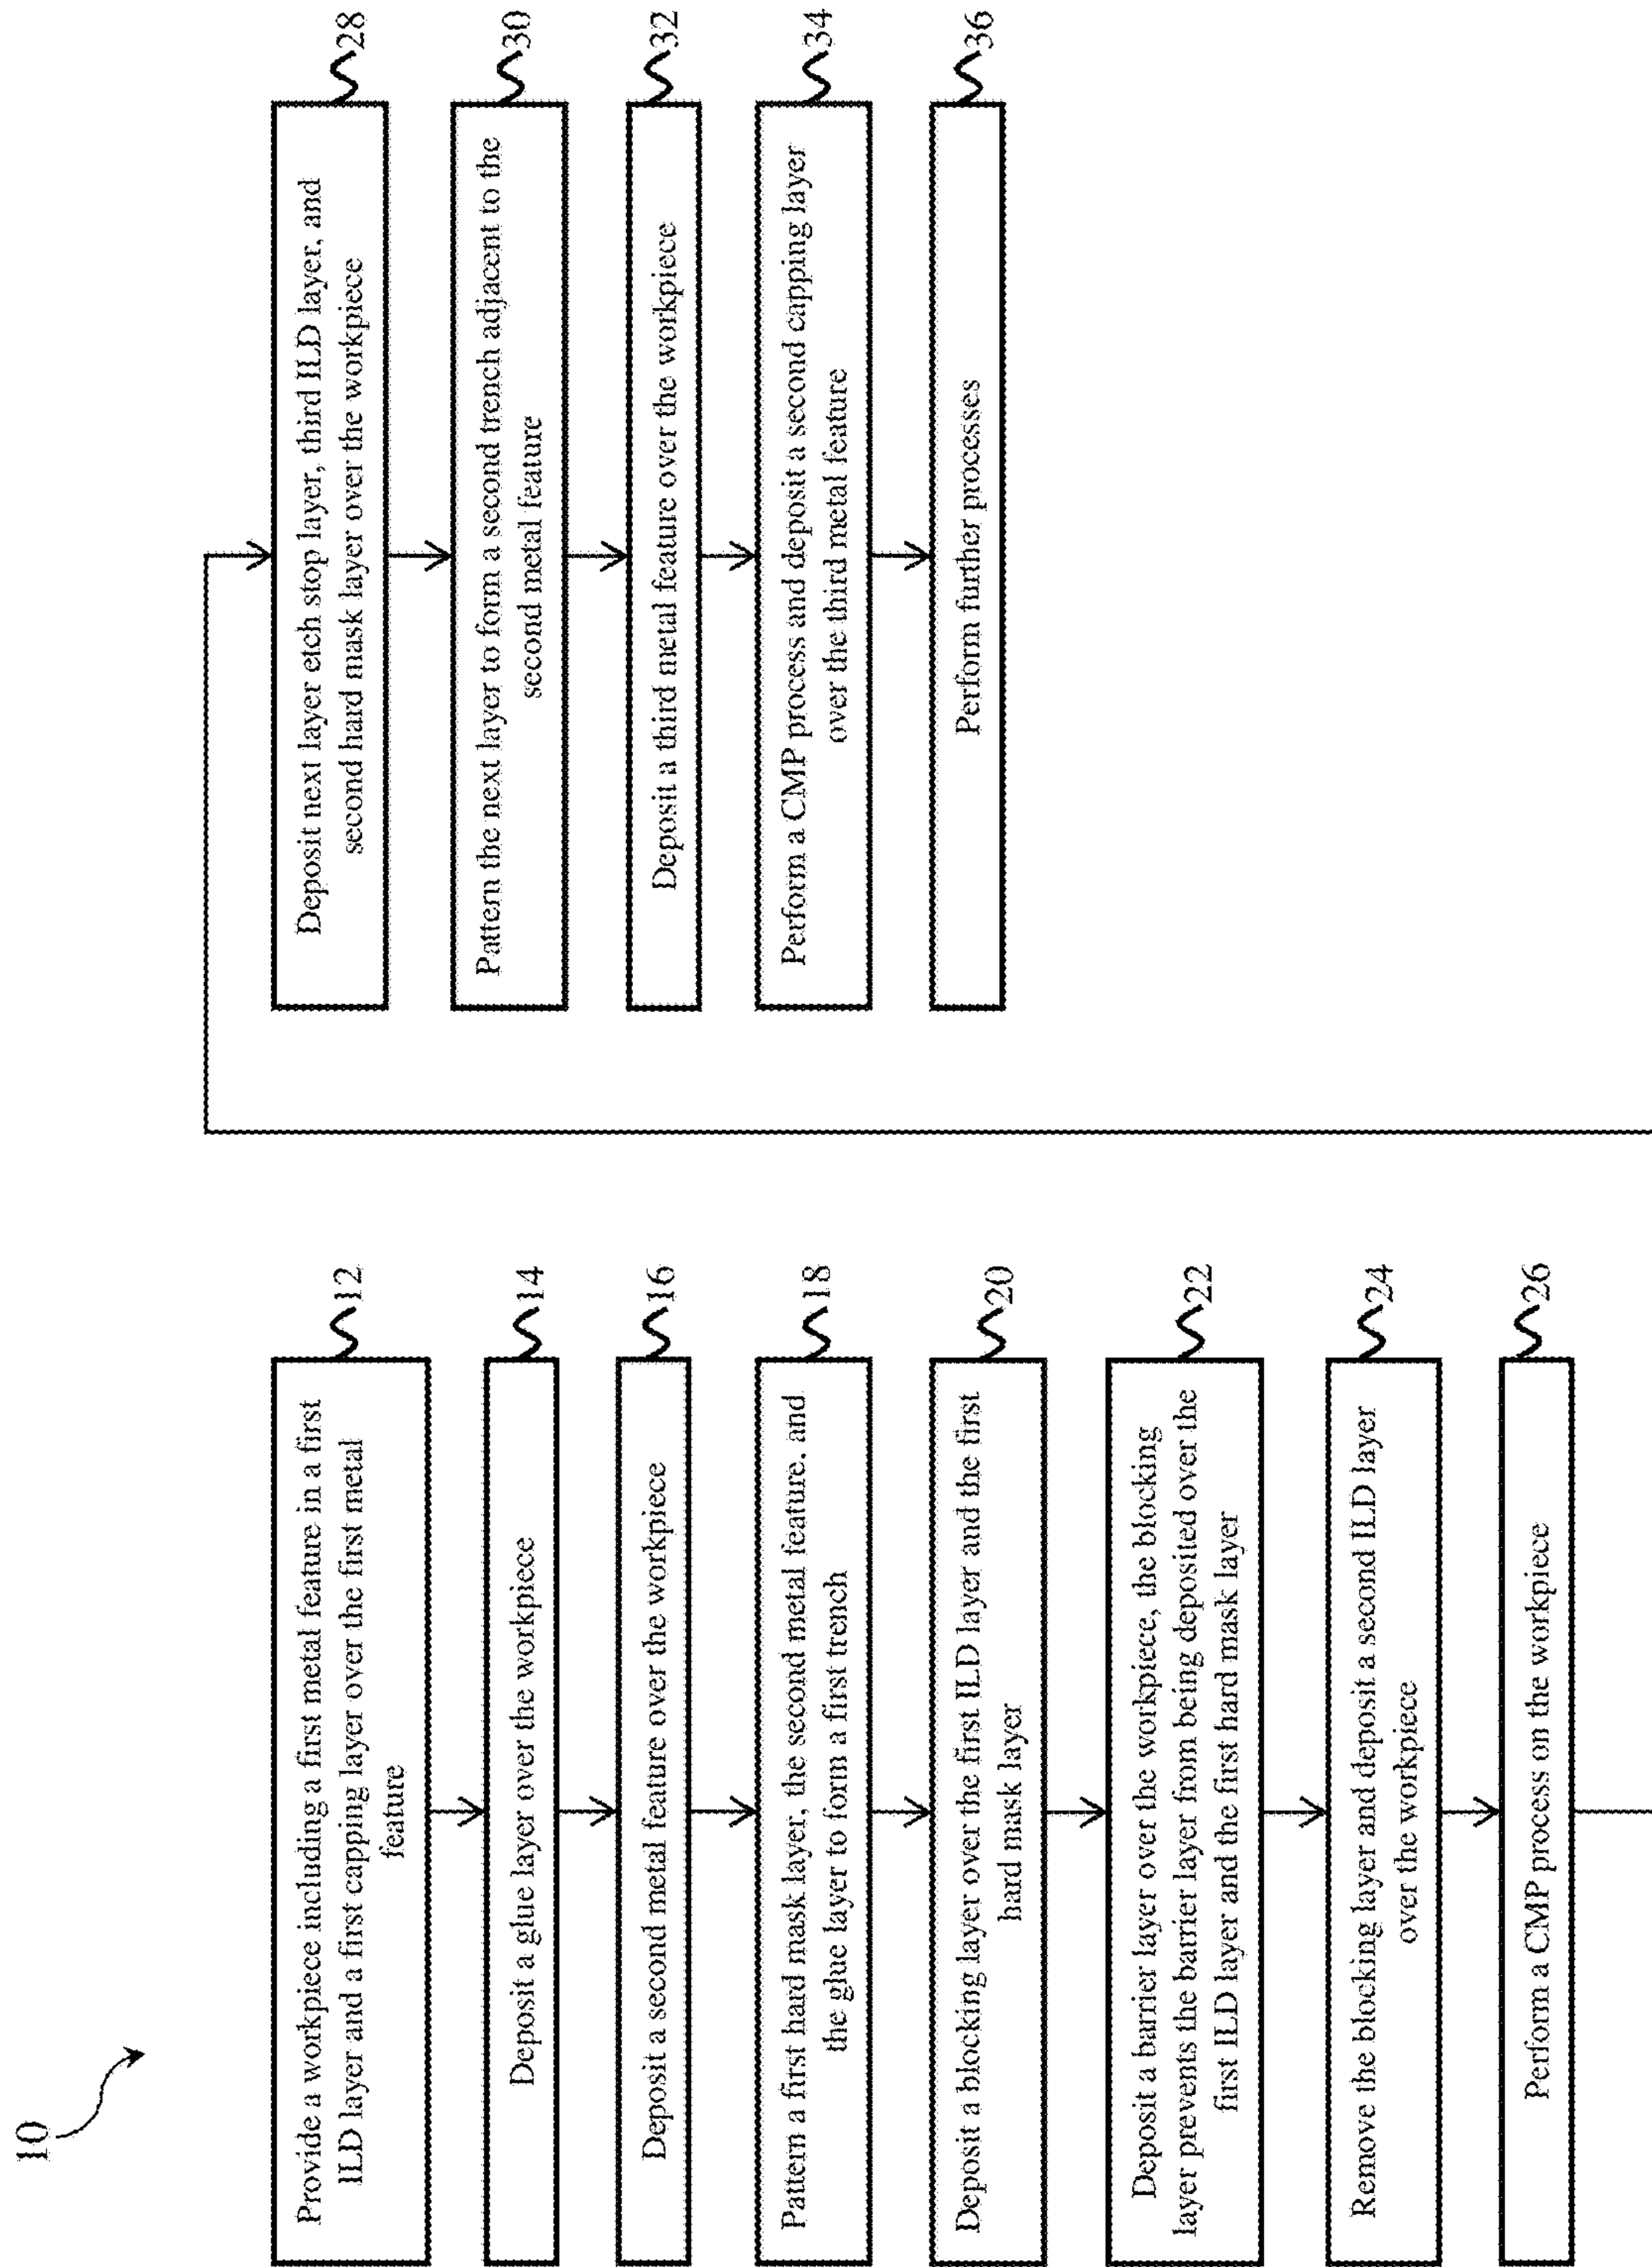 10
Provide a workpiece including a first metal feature in a first
ILD layer and a first capping layer over the first metal
feature
12
Deposit a glue layer over the workpiece
14
Deposit a second metal feature over the workpiece
16
Pattern a first hard mask layer, the second metal feature, and
the glue layer to form a first trench
18
Deposit a blocking layer over the first ILD layer and the first
hard mask layer
20
Deposit a barrier layer over the workpiece, the blocking
layer prevents the barrier layer from being deposited over the
first ILD layer and the first hard mask layer
22
Remove the blocking layer and deposit a second ILD layer
over the workpiece
24
Perform a CMP process on the workpiece
26
Deposit next layer etch stop layer, third ILD layer, and
second hard mask layer over the workpiece
28
Pattern the next layer to form a second trench adjacent to the
second metal feature
30
Deposit a third metal feature over the workpiece
32
Perform a CMP process and deposit a second capping layer
over the third metal feature
34
Perform further processes
36